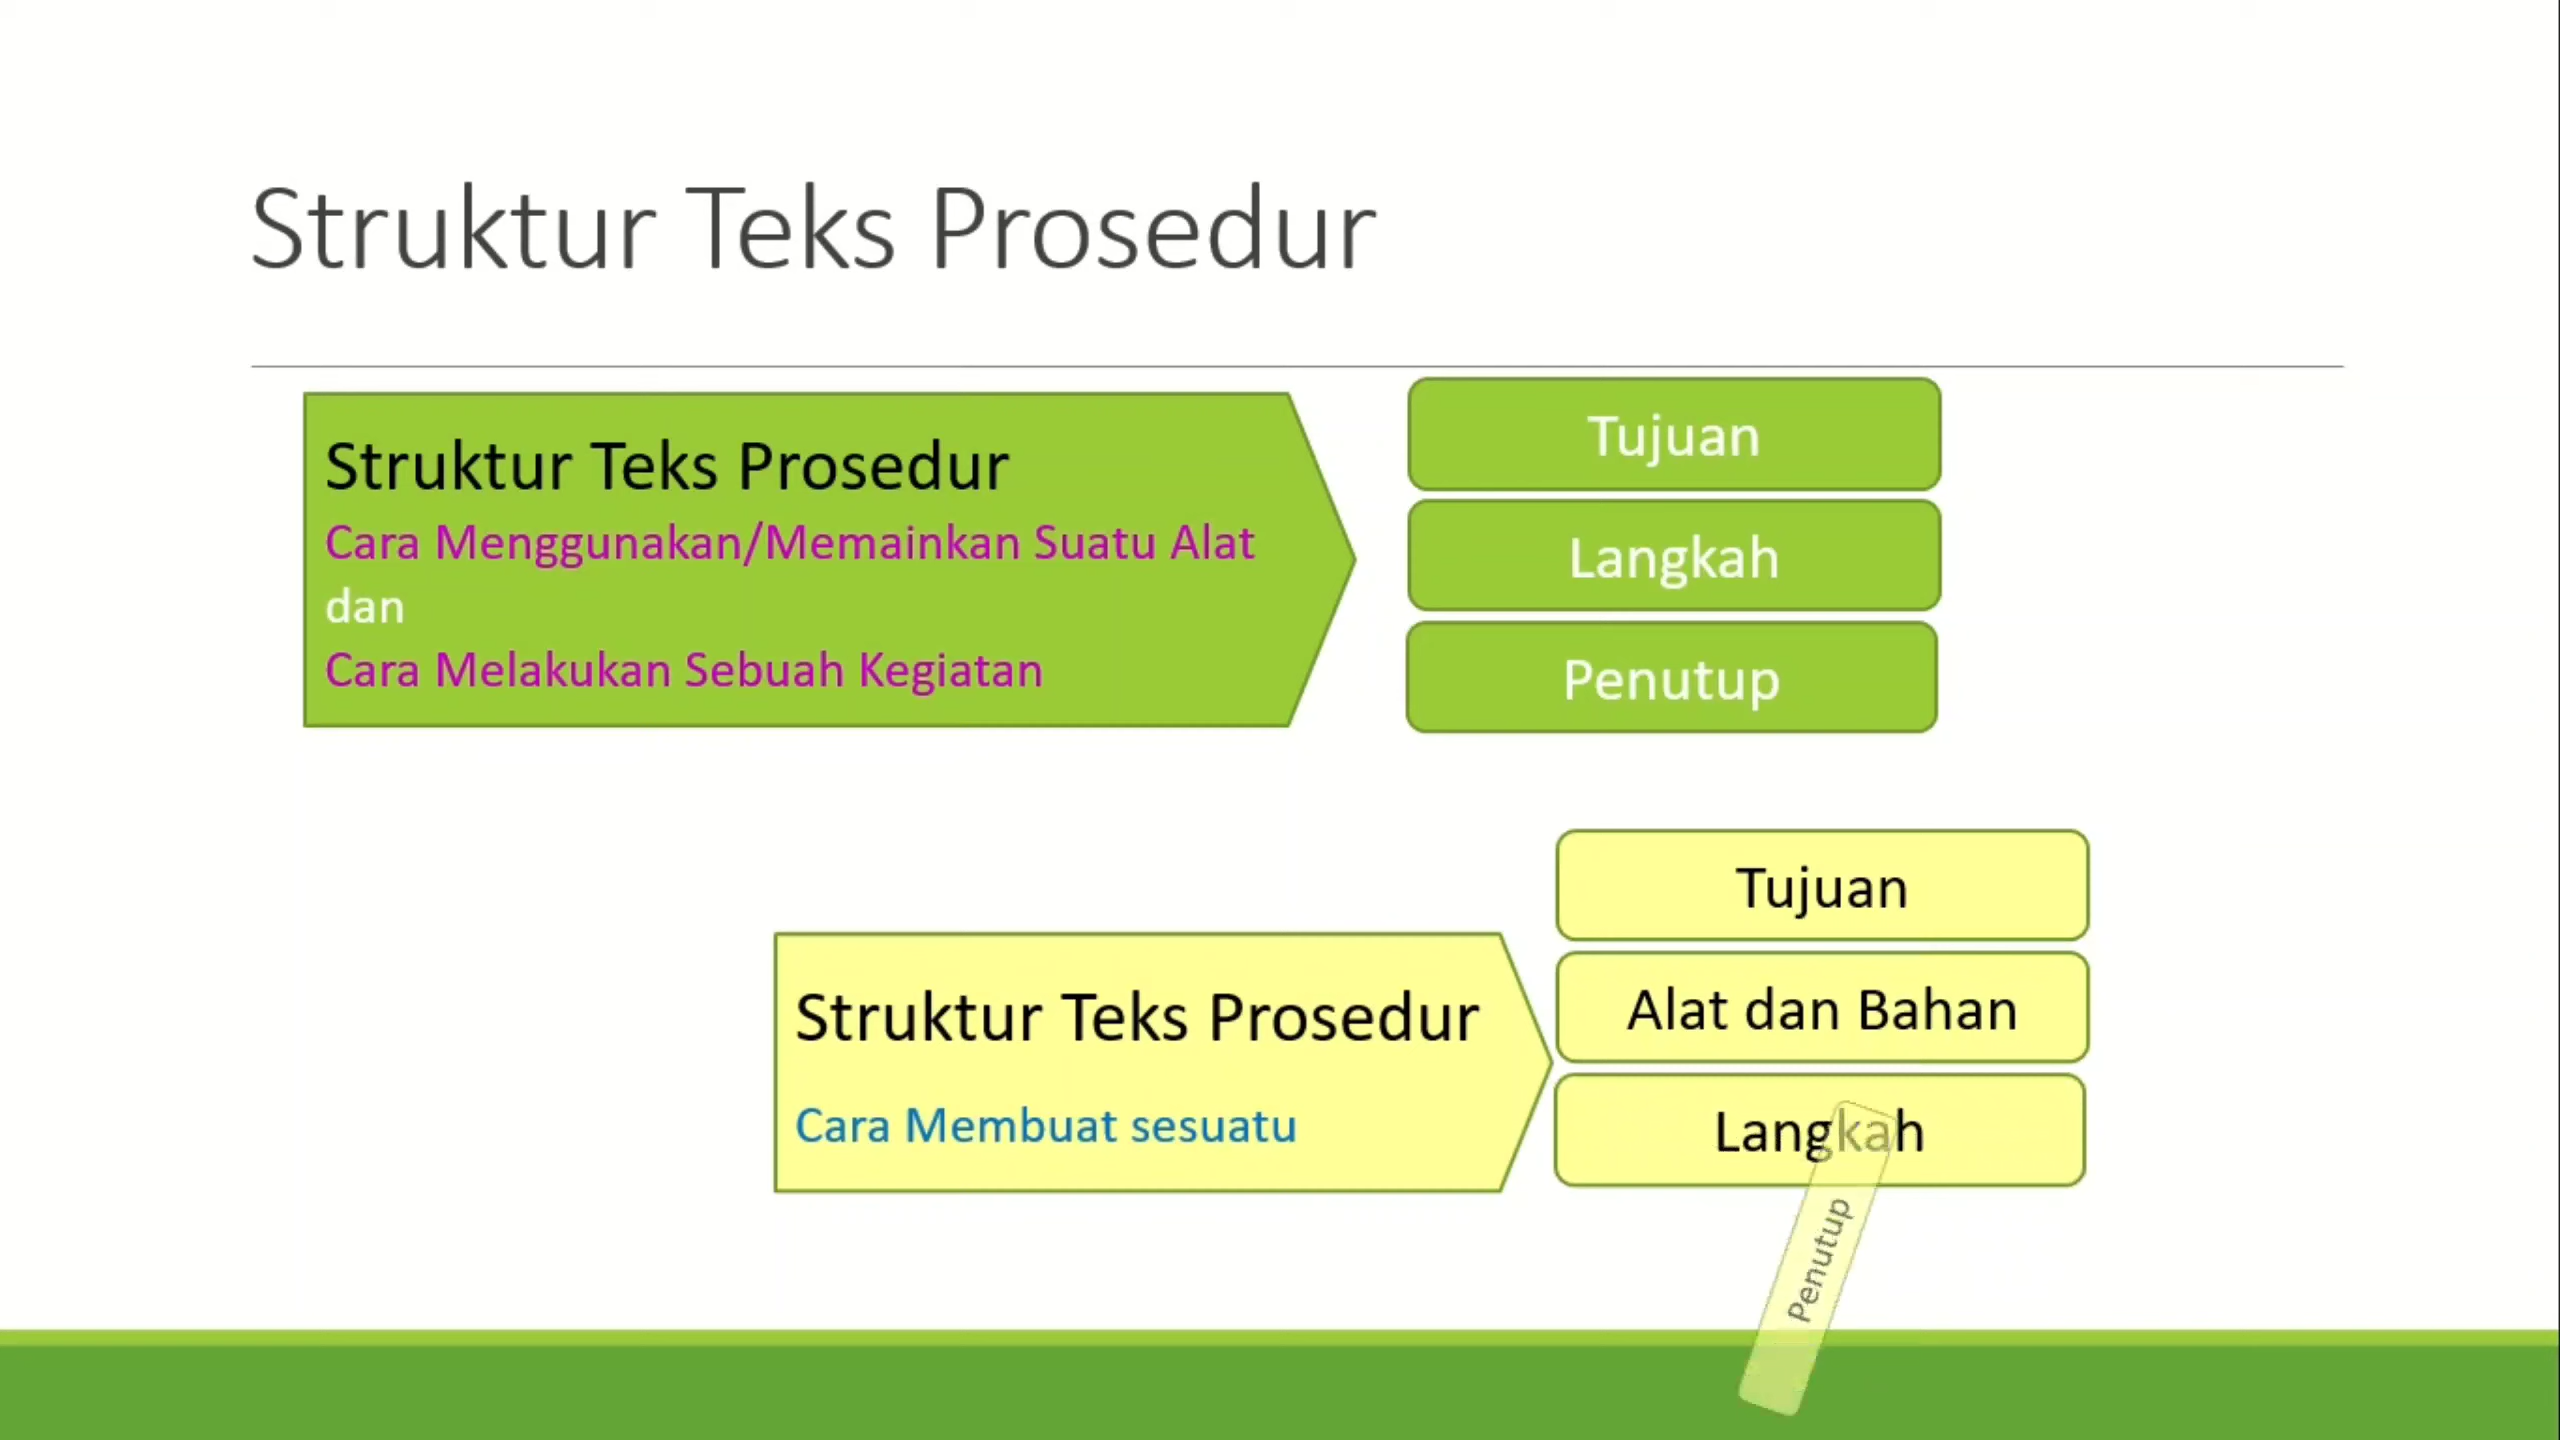 Struktur Teks Prosedur
Struktur Teks Prosedur
Cara Menggunakan/Memainkan Suatu Alat
dan
Cara Melakukan Sebuah Kegiatan
Tujuan
Langkah
Penutup
Struktur Teks Prosedur
Cara Membuat sesuatu
Tujuan
Alat dan Bahan
Langkah
Penutup